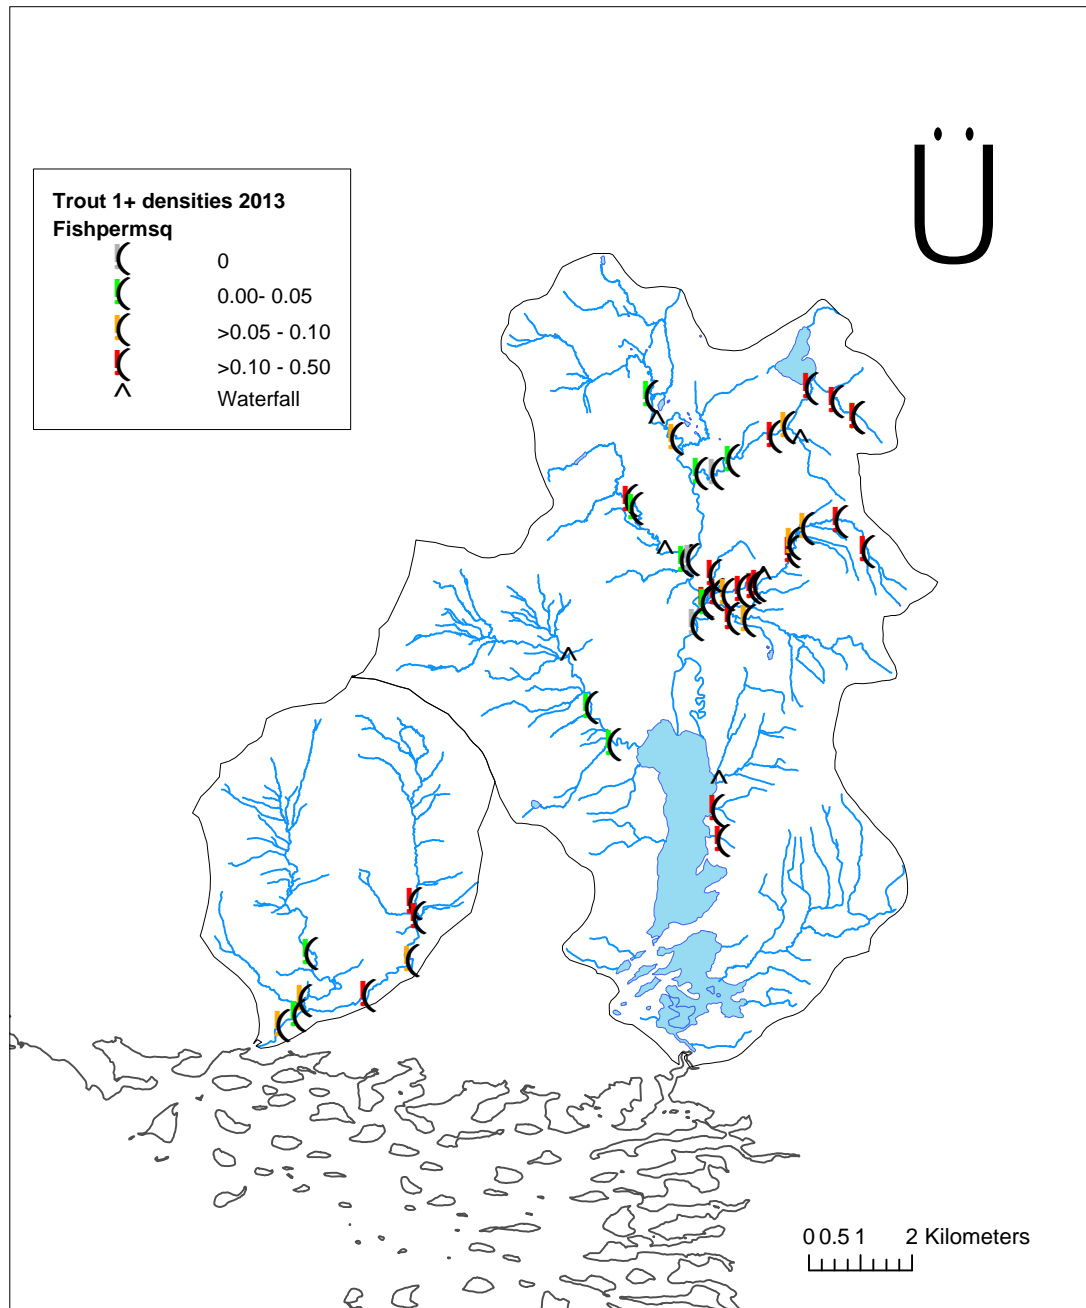 Ü
Trout 1+ densities 2013
Fishpermsq
0
0.00- 0.05
>0.05 - 0.10
>0.10 - 0.50
Waterfall
0 0.5 1 2 Kilometers